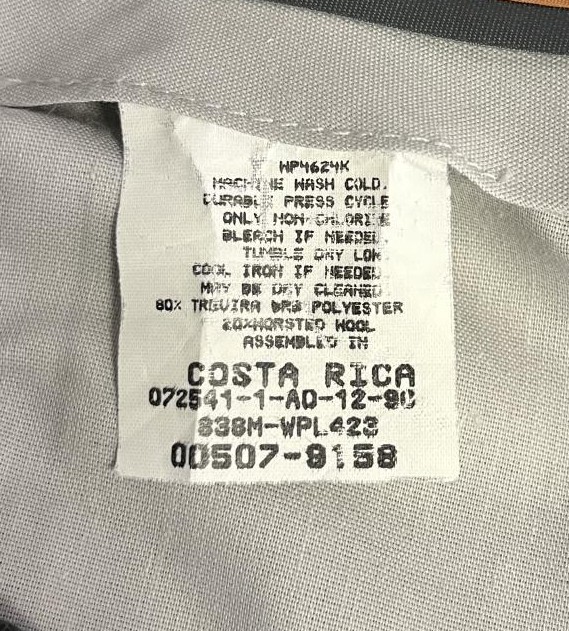 WP4624K
MACHINE WASH COLD.
DURABLE PRESS CYCLE
ONLY NON-CHLORINE
BLEACH IF NEEDED.
TUMBLE DRY LOW
COOL IRON IF NEEDED
MAY BE DRY CLEANED
80% TREVIRA POLYESTER
20%WORSTED WOOL
ASSEMBLED IN
COSTA RICA
072541-1-AD-12-90
838M-WPL423
00507-9158